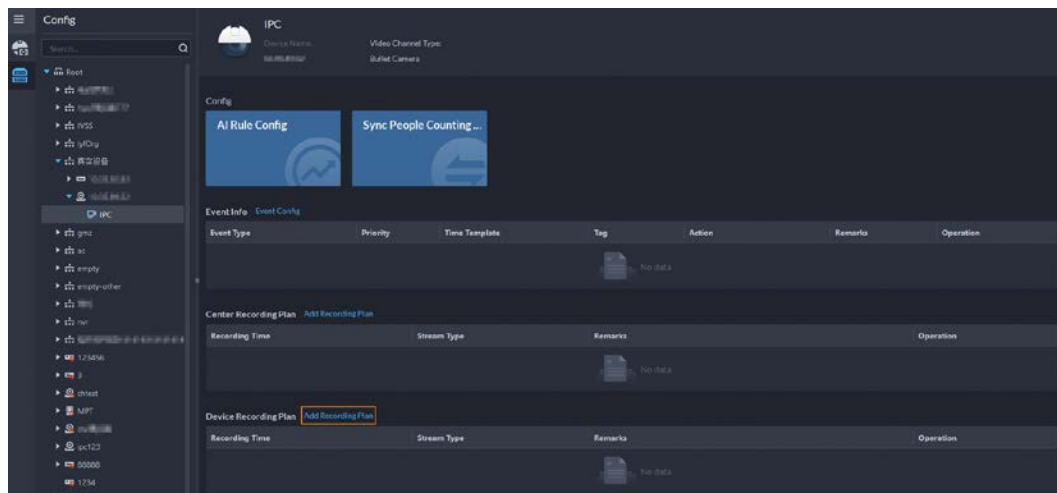 Config
Search...
Root
IVSS
lyfOrg
IPC
gmz
ac
empty
empty-other
nvr
123456
3
chtest
MPT
ipc123
88888
1234
IPC
Device Name:
Video Channel Type:
Bullet Camera
Config
AI Rule Config
Sync People Counting ...
Event Info Event Config
Event Type Priority Time Template Tag Action Remarks Operation
No data
Center Recording Plan Add Recording Plan
Recording Time Stream Type Remarks Operation
No data
Device Recording Plan Add Recording Plan
Recording Time Stream Type Remarks Operation
No data